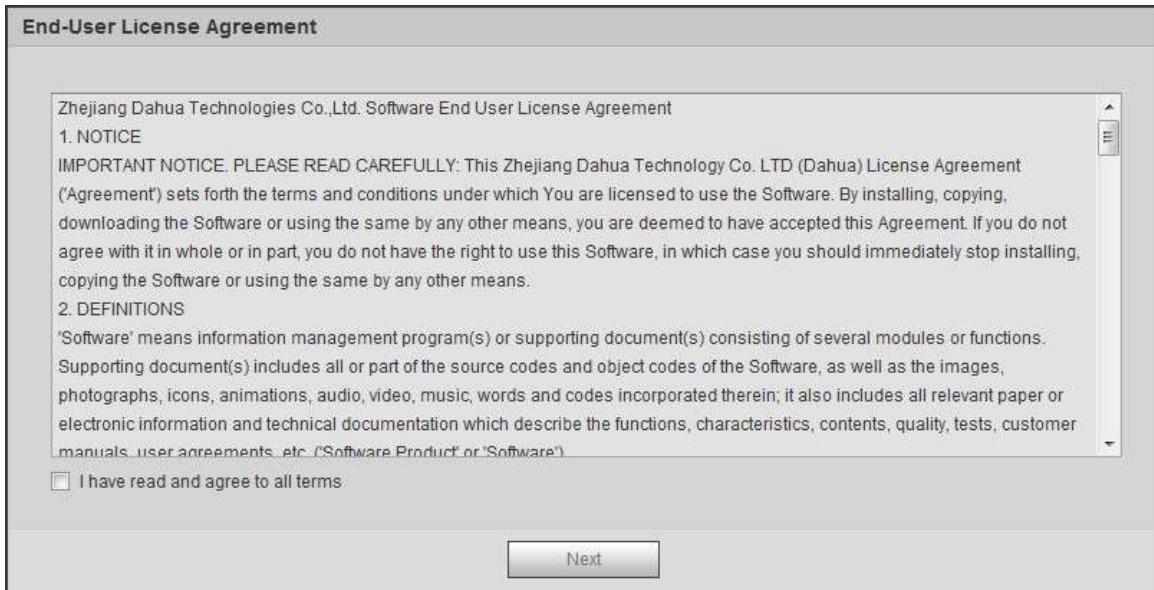 End-User License Agreement
Zhejiang Dahua Technologies Co.,Ltd. Software End User License Agreement
1. NOTICE
IMPORTANT NOTICE. PLEASE READ CAREFULLY: This Zhejiang Dahua Technology Co. LTD (Dahua) License Agreement
('Agreement') sets forth the terms and conditions under which You are licensed to use the Software. By installing, copying,
downloading the Software or using the same by any other means, you are deemed to have accepted this Agreement. If you do not
agree with it in whole or in part, you do not have the right to use this Software, in which case you should immediately stop installing,
copying the Software or using the same by any other means.
2. DEFINITIONS
'Software' means information management program(s) or supporting document(s) consisting of several modules or functions.
Supporting document(s) includes all or part of the source codes and object codes of the Software, as well as the images,
photographs, icons, animations, audio, video, music, words and codes incorporated therein; it also includes all relevant paper or
electronic information and technical documentation which describe the functions, characteristics, contents, quality, tests, customer
manuals, user agreements, etc. ('Software Product' or 'Software')
I have read and agree to all terms
Next